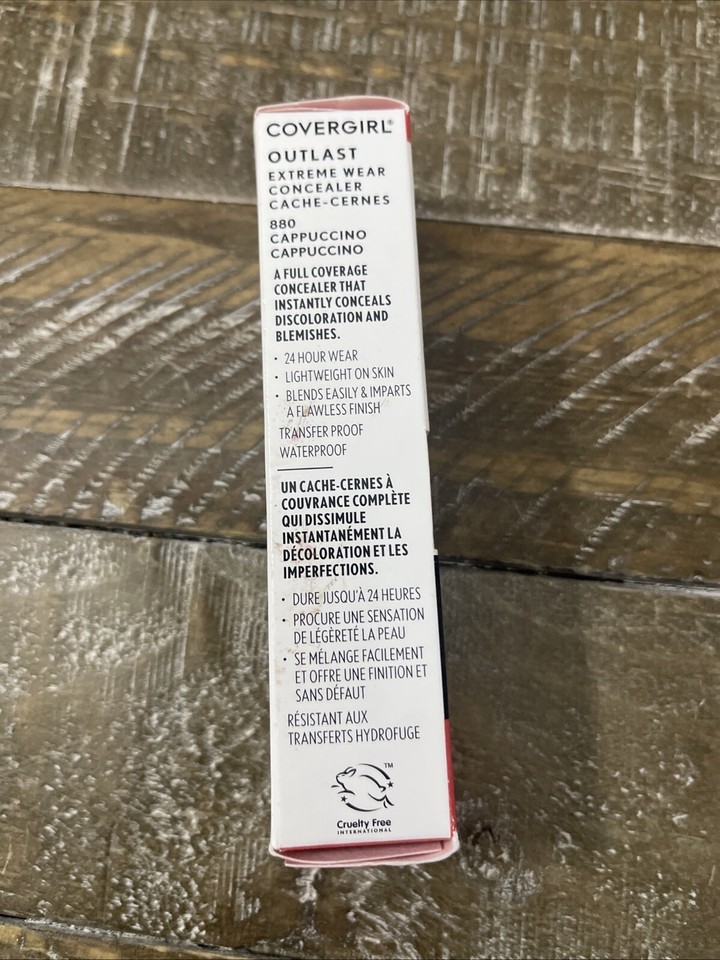 COVERGIRL®
OUTLAST
EXTREME WEAR
CONCEALER
CACHE-CERNES
880
CAPPUCCINO
CAPPUCCINO
A FULL COVERAGE
CONCEALER THAT
INSTANTLY CONCEALS
DISCOLORATION AND
BLEMISHES.
• 24 HOUR WEAR
• LIGHTWEIGHT ON SKIN
• BLENDS EASILY & IMPARTS
A FLAWLESS FINISH
TRANSFER PROOF
WATERPROOF
UN CACHE-CERNES À
COUVRANCE COMPLÈTE
QUI DISSIMULE
INSTANTANÉMENT LA
DÉCOLORATION ET LES
IMPERFECTIONS.
• DURE JUSQU'À 24 HEURES
• PROCURE UNE SENSATION
DE LÉGÈRETÉ LA PEAU
• SE MÉLANGE FACILEMENT
ET OFFRE UNE FINITION ET
SANS DÉFAUT
RÉSISTANT AUX
TRANSFERTS HYDROFUGE
TM
Cruelty Free
INTERNATIONAL